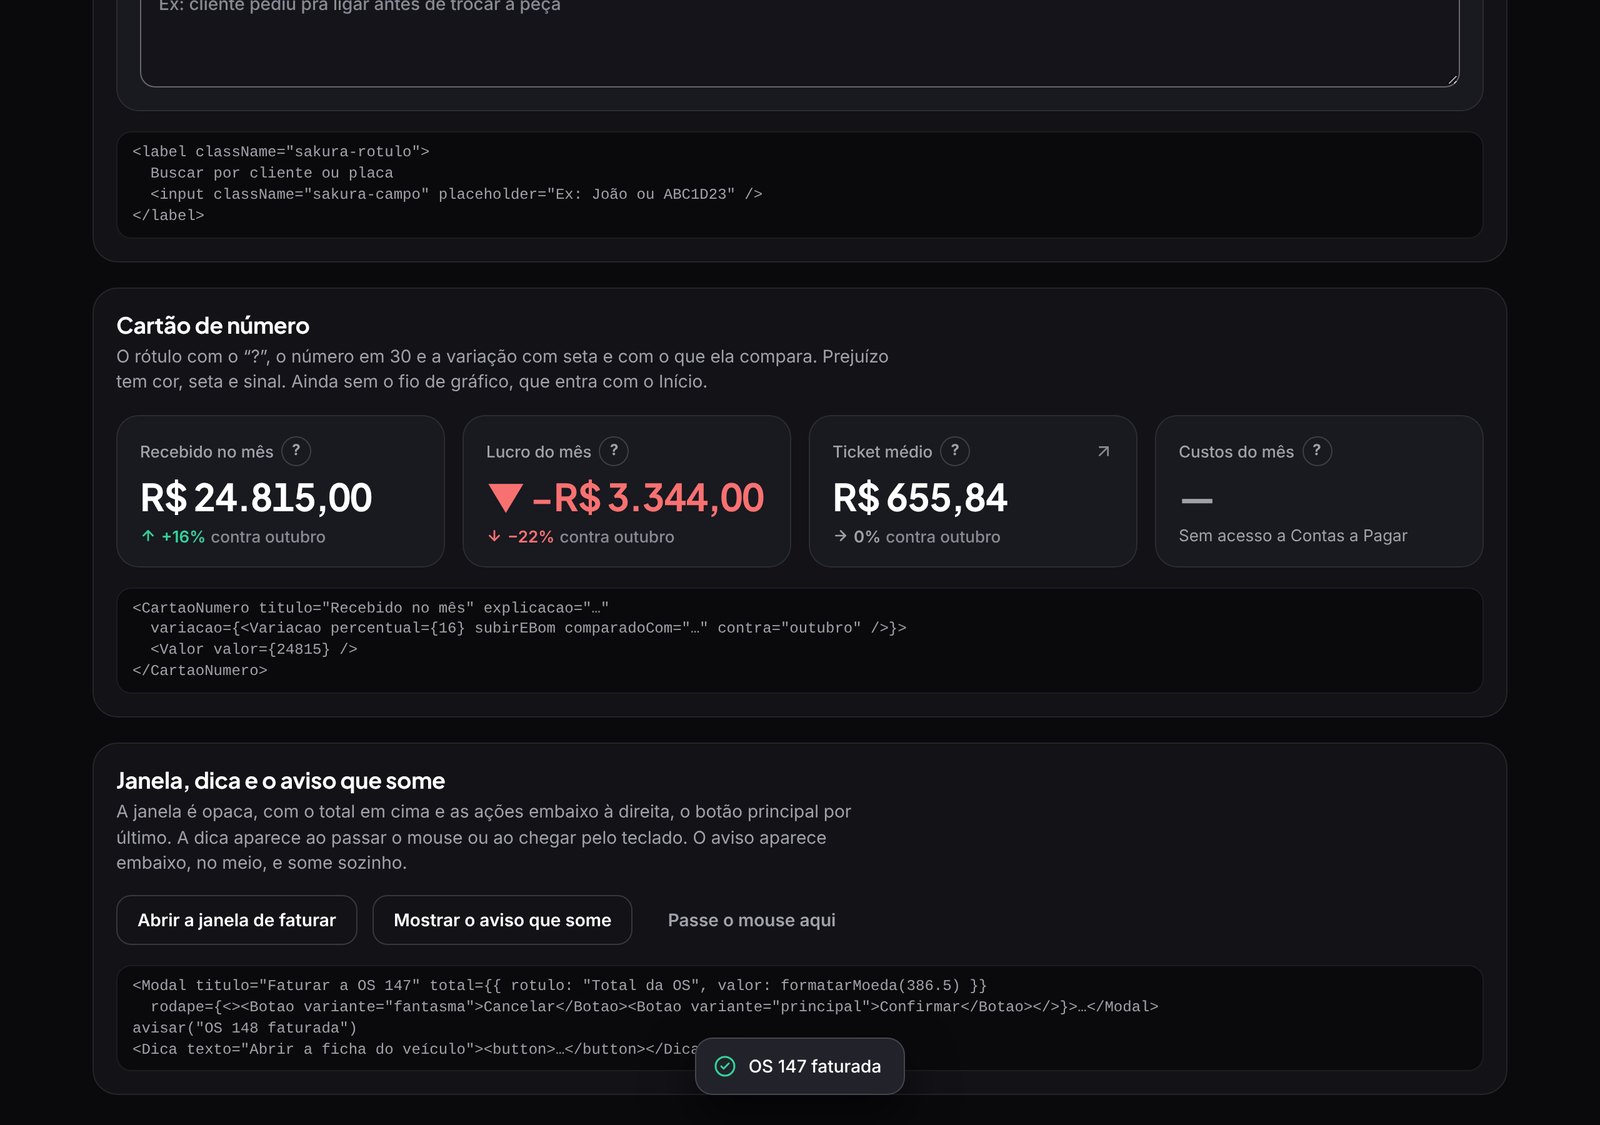 Ex: cliente pediu pra ligar antes de trocar a peça
<label className="sakura-rotulo">
  Buscar por cliente ou placa
  <input className="sakura-campo" placeholder="Ex: João ou ABC1D23" />
</label>
Cartão de número
O rótulo com o “?”, o número em 30 e a variação com seta e com o que ela compara. Prejuízo
tem cor, seta e sinal. Ainda sem o fio de gráfico, que entra com o Início.
Recebido no mês ?
R$ 24.815,00
↑ +16% contra outubro
Lucro do mês ?
▼ −R$ 3.344,00
↓ −22% contra outubro
Ticket médio ? ↗
R$ 655,84
→ 0% contra outubro
Custos do mês ?
—
Sem acesso a Contas a Pagar
<CartaoNumero titulo="Recebido no mês" explicacao="…"
  variacao={<Variacao percentual={16} subirEBom comparadoCom="…" contra="outubro" />}>
  <Valor valor={24815} />
</CartaoNumero>
Janela, dica e o aviso que some
A janela é opaca, com o total em cima e as ações embaixo à direita, o botão principal por
último. A dica aparece ao passar o mouse ou ao chegar pelo teclado. O aviso aparece
embaixo, no meio, e some sozinho.
Abrir a janela de faturar
Mostrar o aviso que some
Passe o mouse aqui
<Modal titulo="Faturar a OS 147" total={{ rotulo: "Total da OS", valor: formatarMoeda(386.5) }}
  rodape={<><Botao variante="fantasma">Cancelar</Botao><Botao variante="principal">Confirmar</Botao></>}>…</Modal>
avisar("OS 148 faturada")
<Dica texto="Abrir a ficha do veículo"><button>…</button></Dica
OS 147 faturada